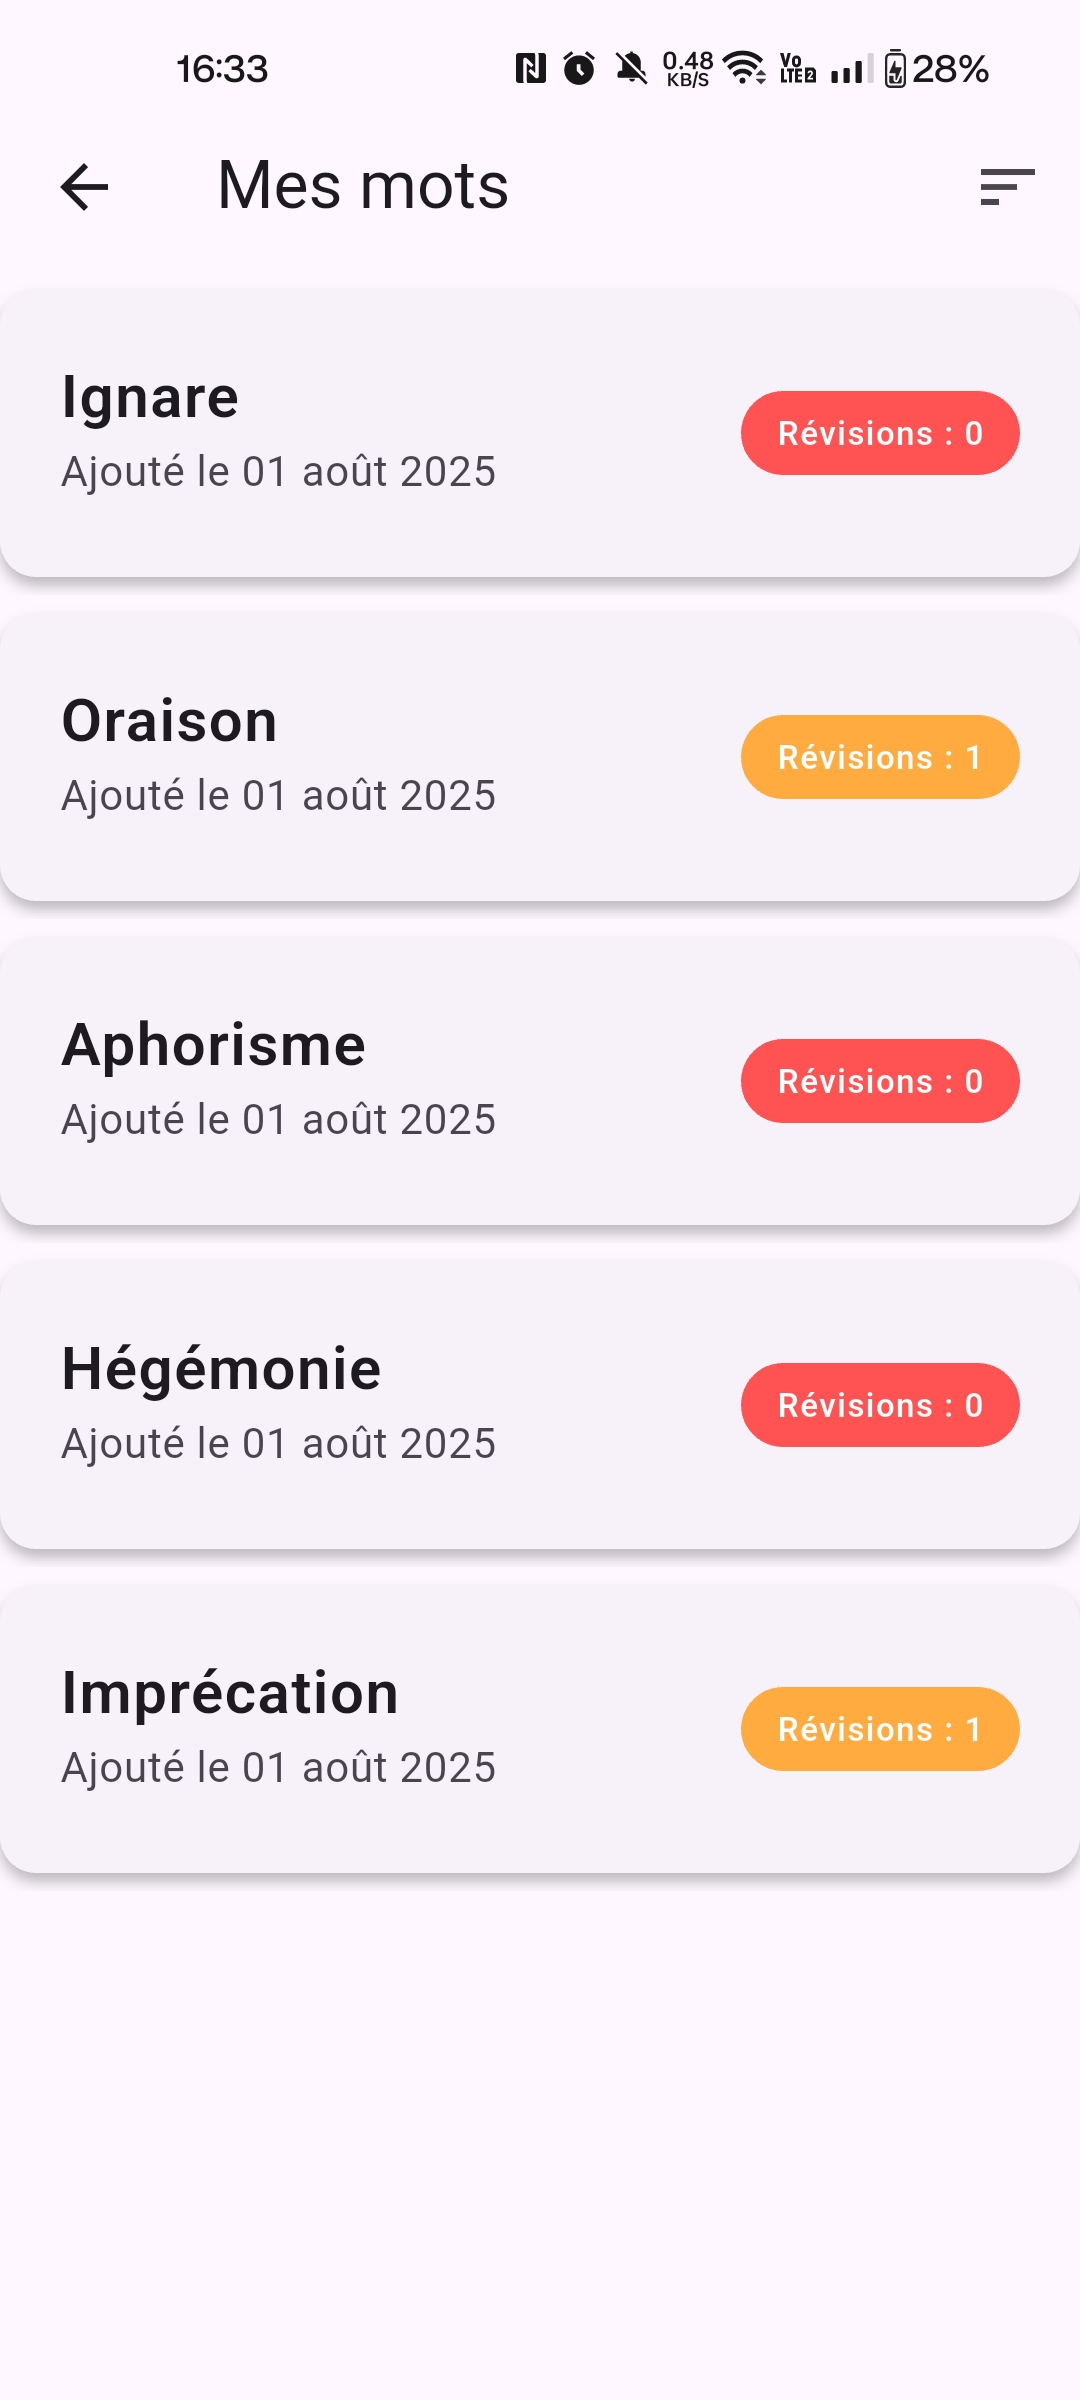 16:33
0.48
KB/S
Vo
LTE 2
28%
Mes mots
Ignare
Ajouté le 01 août 2025
Révisions : 0
Oraison
Ajouté le 01 août 2025
Révisions : 1
Aphorisme
Ajouté le 01 août 2025
Révisions : 0
Hégémonie
Ajouté le 01 août 2025
Révisions : 0
Imprécation
Ajouté le 01 août 2025
Révisions : 1